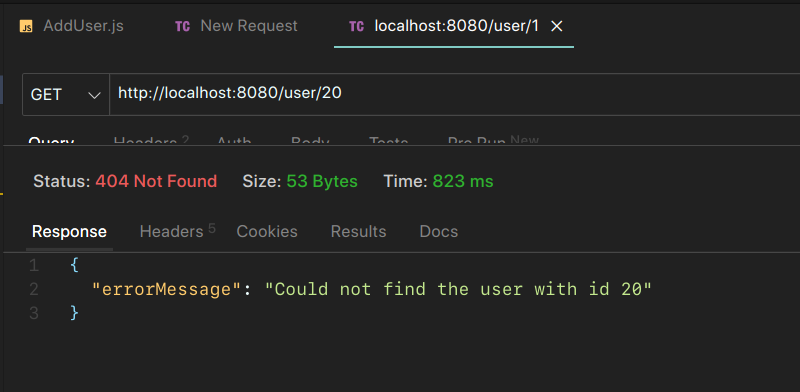 JS AddUser.js TC New Request TC localhost:8080/user/1 ×
GET http://localhost:8080/user/20
Query Headers 2 Auth Body Tests Pre Run New
Status: 404 Not Found Size: 53 Bytes Time: 823 ms
Response Headers 5 Cookies Results Docs
1 {
2 "errorMessage": "Could not find the user with id 20"
3 }